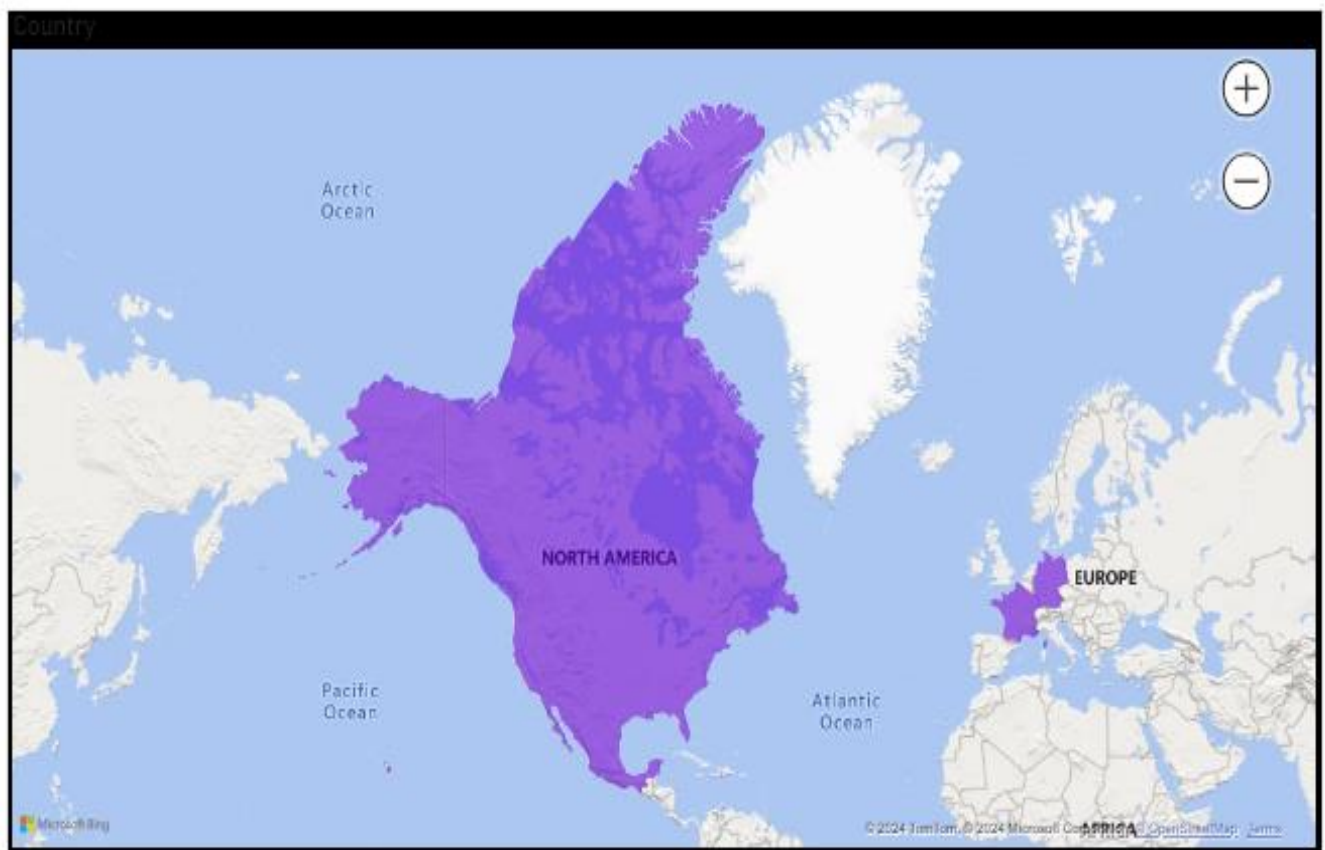 Country
Arctic
Ocean
NORTH AMERICA
EUROPE
Pacific
Ocean
Atlantic
Ocean
AFRICA
Microsoft Bing
© 2024 TomTom, © 2024 Microsoft Corporation, © OpenStreetMap Terms